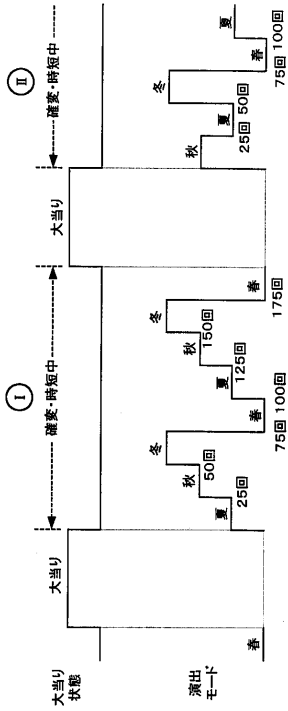 Ⅰ
Ⅱ
確変・時短中
確変・時短中
大当り
大当り
大当り
状態
演出
モード
春
夏
秋
冬
春
夏
秋
冬
春
秋
夏
冬
春
夏
25回
50回
75回
100回
125回
150回
175回
25回
50回
75回
100回